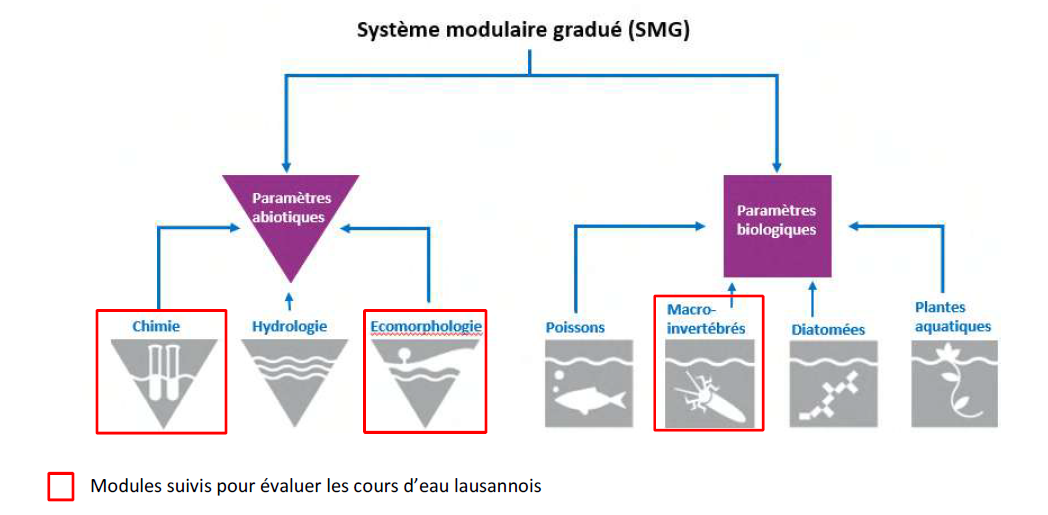 Système modulaire gradué (SMG)
Paramètres
abiotiques
Paramètres
biologiques
Chimie
Hydrologie
Ecomorphologie
Poissons
Macro-
invertébrés
Diatomées
Plantes
aquatiques
Modules suivis pour évaluer les cours d’eau lausannois